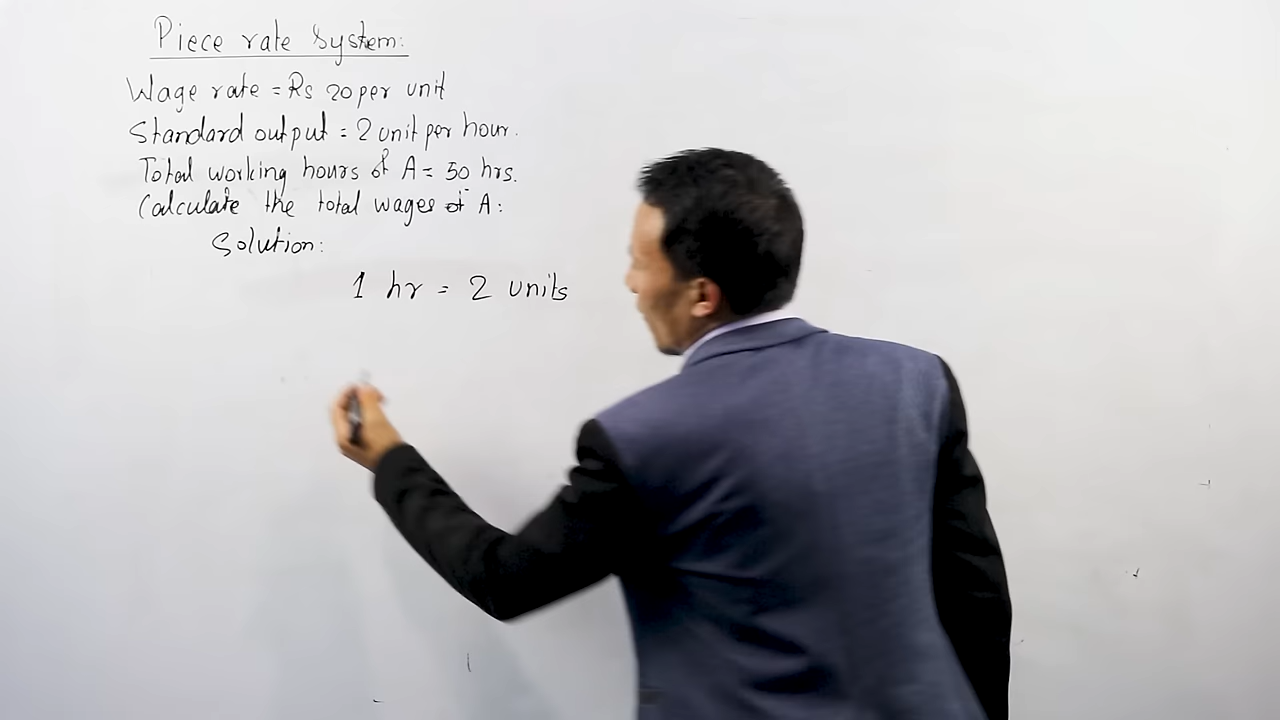 Piece rate system:
Wage rate = Rs 20 per unit
Standard output = 2 unit per hour.
Total working hours of A = 50 hrs.
Calculate the total wages of A:
Solution:
1 hr = 2 units